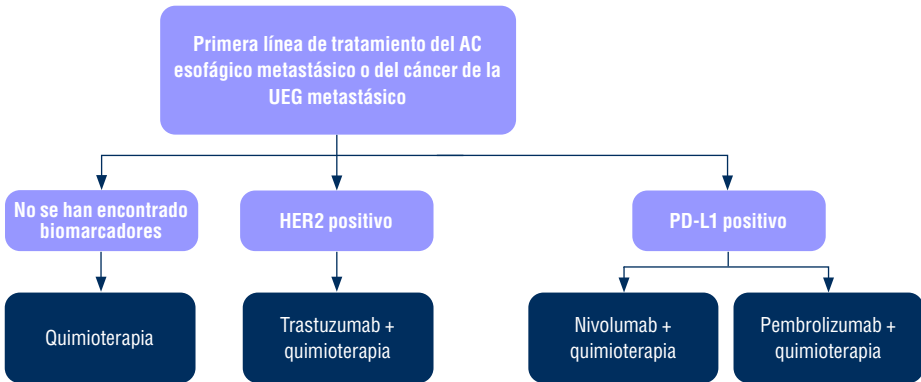 Primera línea de tratamiento del AC
esofágico metastásico o del cáncer de la
UEG metastásico
No se han encontrado
biomarcadores
HER2 positivo
PD-L1 positivo
Quimioterapia
Trastuzumab +
quimioterapia
Nivolumab +
quimioterapia
Pembrolizumab +
quimioterapia